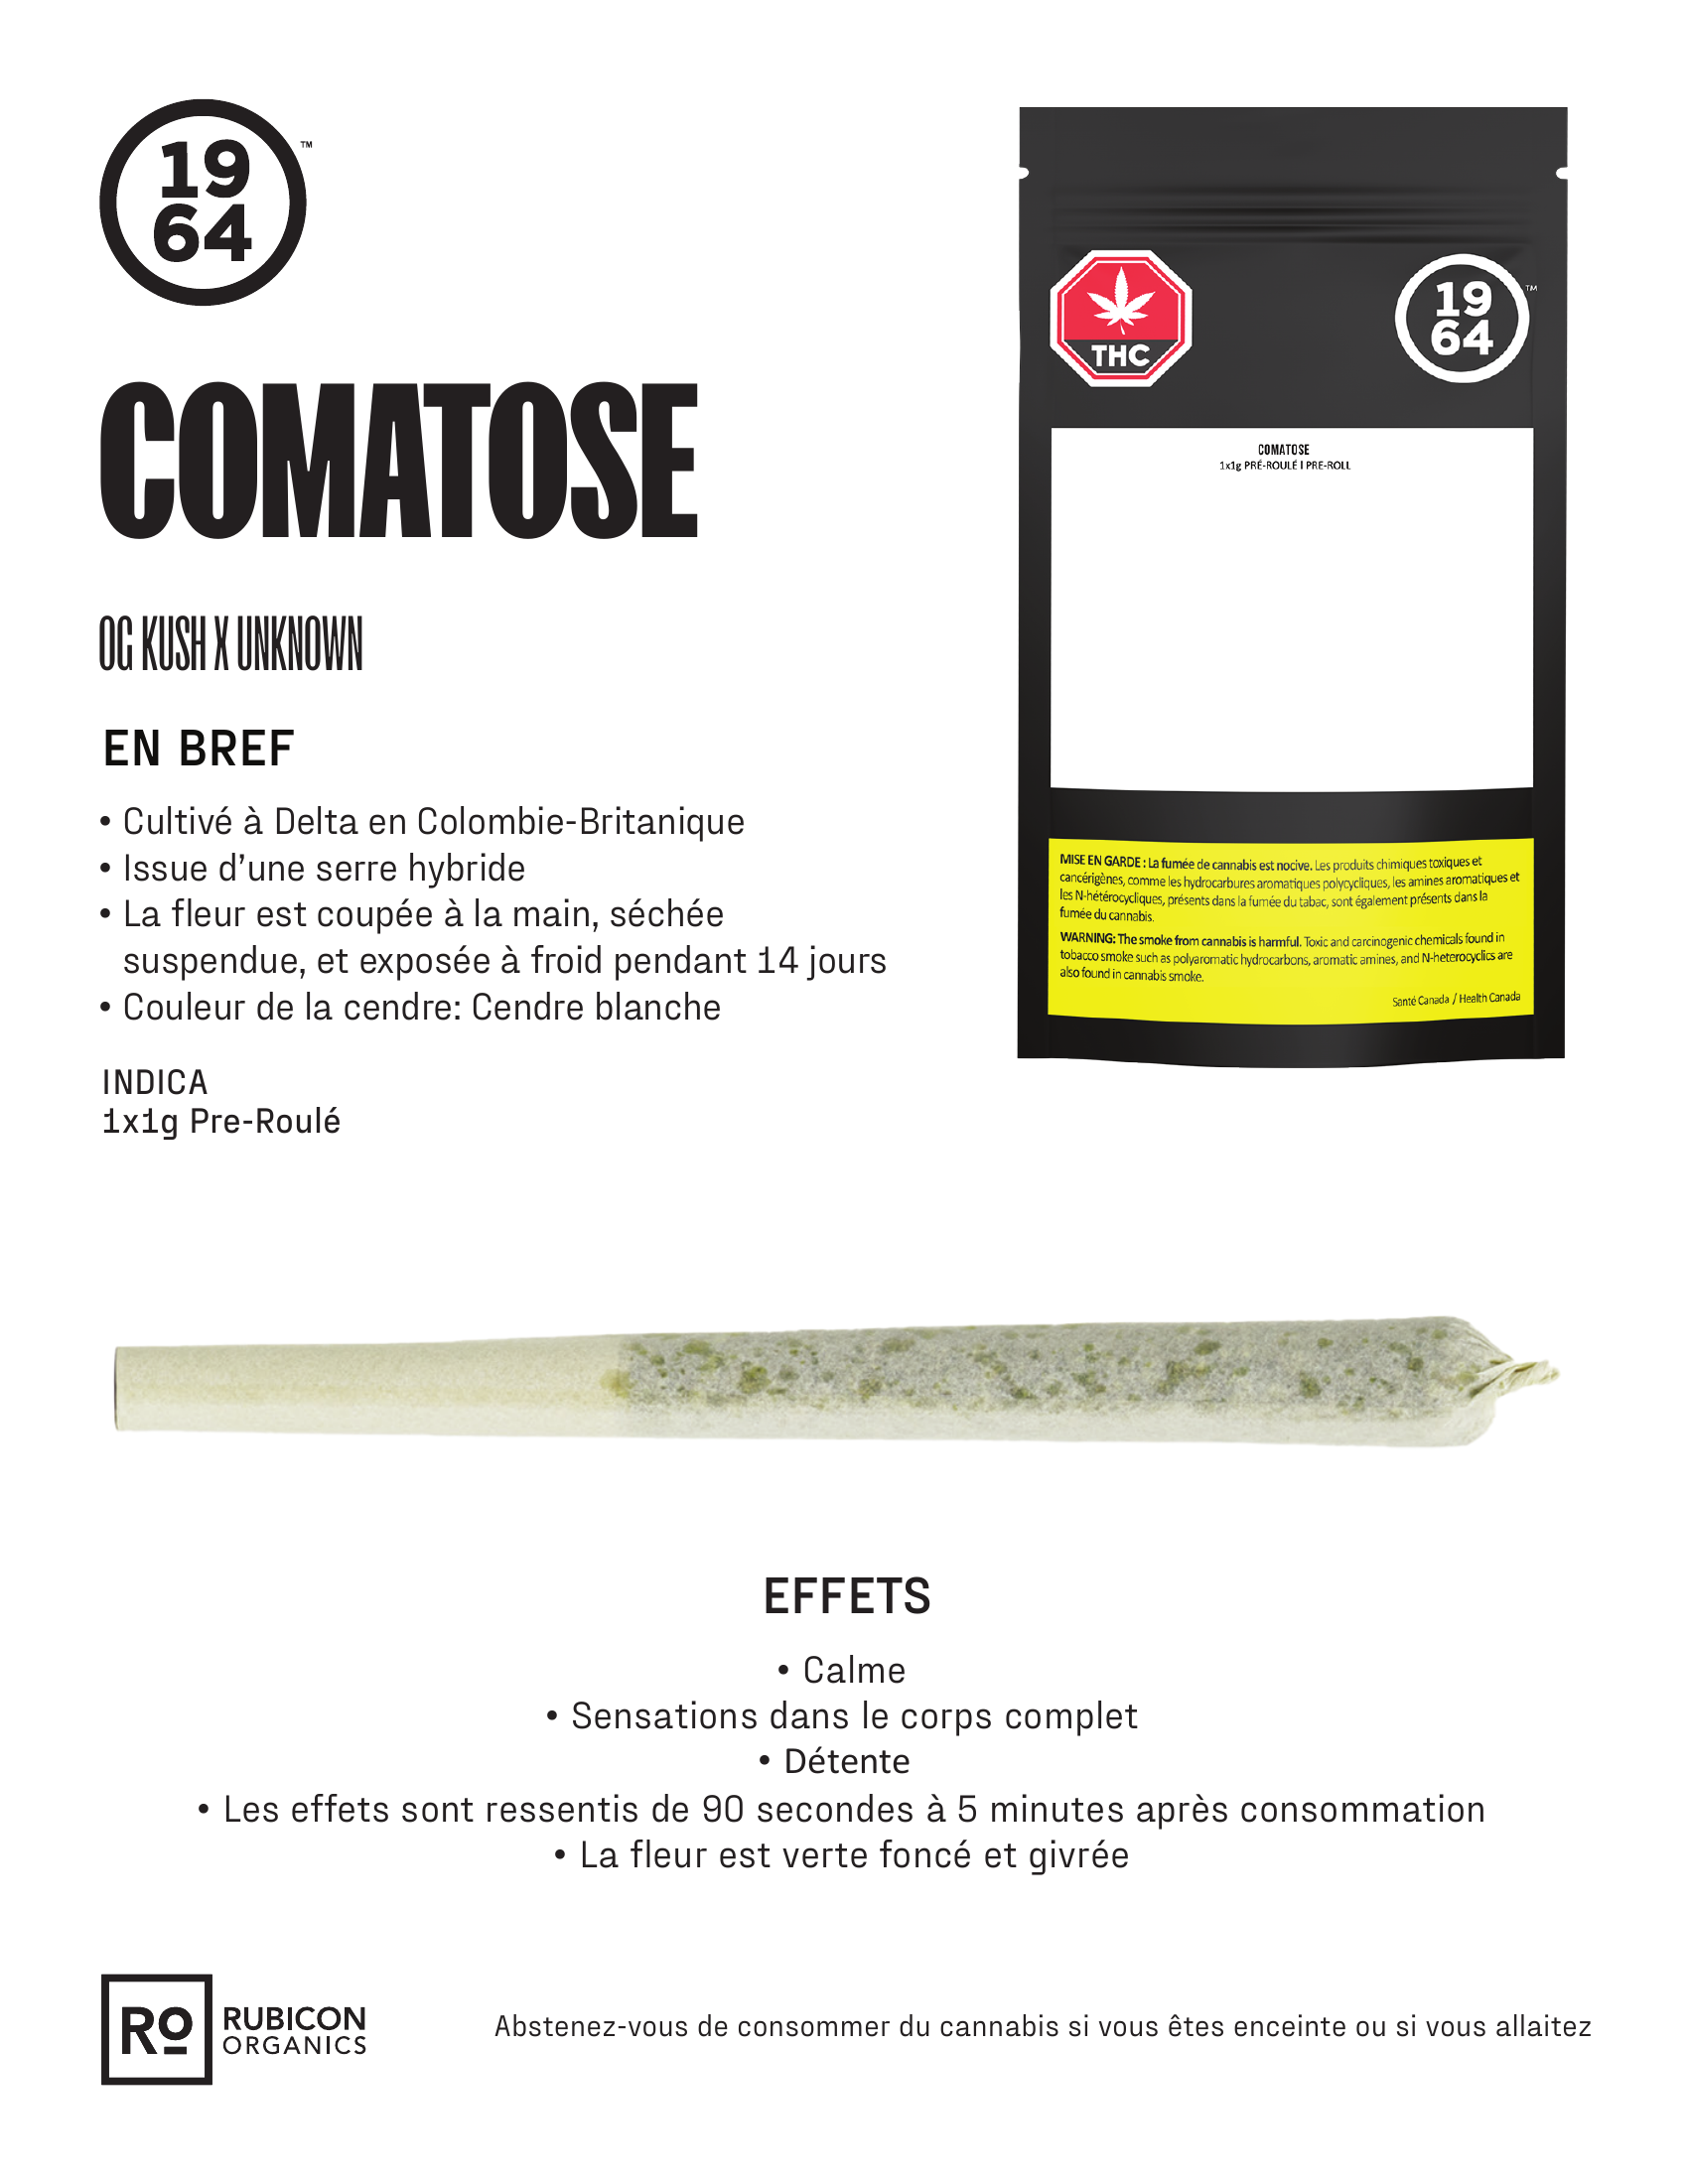 19
64
™
COMATOSE
OG KUSH X UNKNOWN
EN BREF
• Cultivé à Delta en Colombie-Britanique
• Issue d’une serre hybride
• La fleur est coupée à la main, séchée
suspendue, et exposée à froid pendant 14 jours
• Couleur de la cendre: Cendre blanche
INDICA
1x1g Pre-Roulé
THC
19
64
™
COMATOSE
1x1g PRÉ-ROULÉ I PRE-ROLL
MISE EN GARDE : La fumée de cannabis est nocive. Les produits chimiques toxiques et
cancérigènes, comme les hydrocarbures aromatiques polycycliques, les amines aromatiques et
les N-hétérocycliques, présents dans la fumée du tabac, sont également présents dans la
fumée du cannabis.
WARNING: The smoke from cannabis is harmful. Toxic and carcinogenic chemicals found in
tobacco smoke such as polyaromatic hydrocarbons, aromatic amines, and N-heterocyclics are
also found in cannabis smoke.
Santé Canada / Health Canada
EFFETS
• Calme
• Sensations dans le corps complet
• Détente
• Les effets sont ressentis de 90 secondes à 5 minutes après consommation
• La fleur est verte foncé et givrée
Ro
RUBICON
ORGANICS
Abstenez-vous de consommer du cannabis si vous êtes enceinte ou si vous allaitez